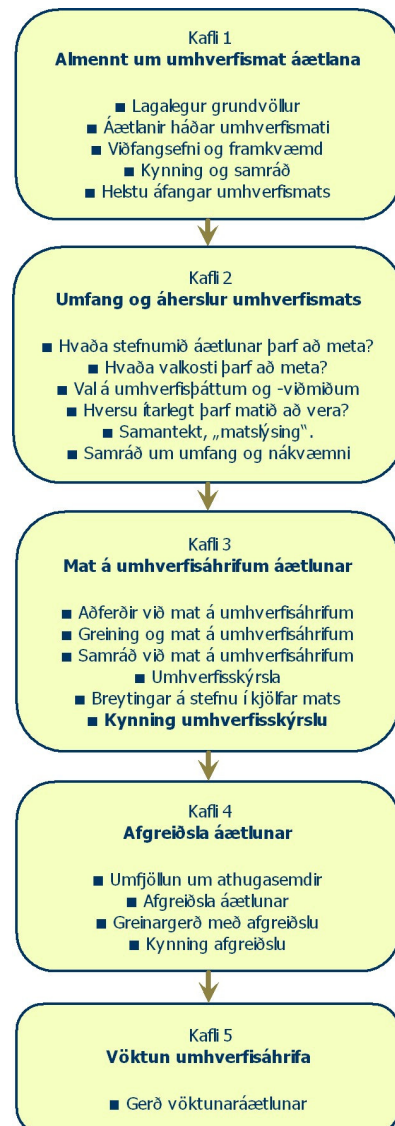 Kafli 1
Almennt um umhverfismat áætlana
■ Lagalegur grundvöllur
■ Áætlanir háðar umhverfismati
■ Viðfangsefni og framkvæmd
■ Kynning og samráð
■ Helstu áfangar umhverfismats
Kafli 2
Umfang og áherslur umhverfismats
■ Hvaða stefnumið áætlunar þarf að meta?
■ Hvaða valkosti þarf að meta?
■ Val á umhverfisþáttum og -viðmiðum
■ Hversu ítarlegt þarf matið að vera?
■ Samantekt, „matslýsing“.
■ Samráð um umfang og nákvæmni
Kafli 3
Mat á umhverfisáhrifum áætlunar
■ Aðferðir við mat á umhverfisáhrifum
■ Greining og mat á umhverfisáhrifum
■ Samráð við mat á umhverfisáhrifum
■ Umhverfisskýrsla
■ Breytingar á stefnu í kjölfar mats
■ Kynning umhverfisskýrslu
Kafli 4
Afgreiðsla áætlunar
■ Umfjöllun um athugasemdir
■ Afgreiðsla áætlunar
■ Greinargerð með afgreiðslu
■ Kynning afgreiðslu
Kafli 5
Vöktun umhverfisáhrifa
■ Gerð vöktunaráætlunar